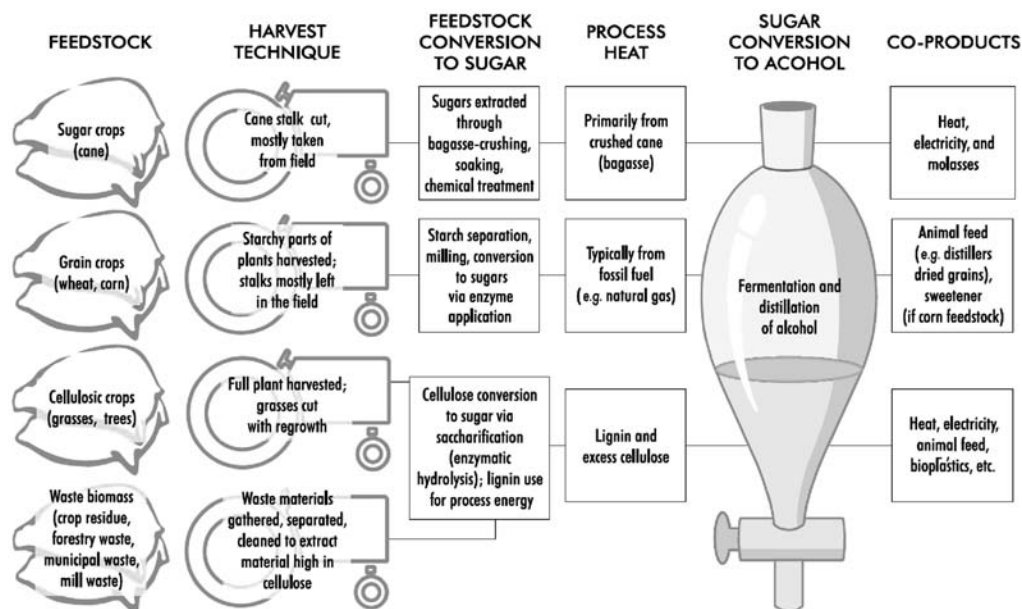 FEEDSTOCK
HARVEST
TECHNIQUE
FEEDSTOCK
CONVERSION
TO SUGAR
PROCESS
HEAT
SUGAR
CONVERSION
TO ACOHOL
CO-PRODUCTS
Sugar crops
(cane)
Cane stalk cut,
mostly taken
from field
Sugars extracted
through
bagasse-crushing,
soaking,
chemical treatment
Primarily from
crushed cane
(bagasse)
Heat,
electricity, and
molasses
Grain crops
(wheat, corn)
Starchy parts of
plants harvested;
stalks mostly left
in the field
Starch separation,
milling, conversion
to sugars
via enzyme
application
Typically from
fossil fuel
(e.g. natural gas)
Fermentation and
distillation
of alcohol
Animal feed
(e.g. distillers
dried grains),
sweetener
(if corn feedstock)
Cellulosic crops
(grasses, trees)
Full plant harvested;
grasses cut
with regrowth
Cellulose conversion
to sugar via
saccharification
(enzymatic
hydrolysis); lignin use
for process energy
Lignin and
excess cellulose
Heat, electricity,
animal feed,
bioplastics, etc.
Waste biomass
(crop residue,
forestry waste,
municipal waste,
mill waste)
Waste materials
gathered, separated,
cleaned to extract
material high in
cellulose